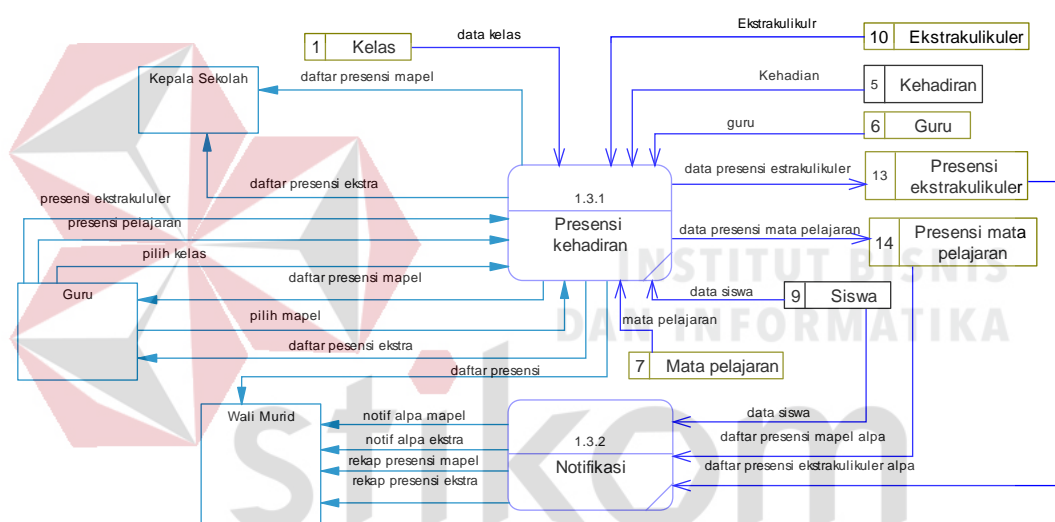 Ekstrakulikulr
10 Ekstrakulikuler
1 Kelas
data kelas
Kepala Sekolah
daftar presensi mapel
Kehadian
5 Kehadiran
guru
6 Guru
data presensi estrakulikuler
13 Presensi
ekstrakulikuler
daftar presensi ekstra
presensi ekstrakululer
presensi pelajaran
pilih kelas
daftar presensi mapel
1.3.1
Presensi
kehadiran
data presensi mata pelajaran
14 Presensi mata
pelajaran
INSTITUT BISNIS
DAN INFORMATIKA
Guru
pilih mapel
daftar pesensi ekstra
daftar presensi
data siswa
9 Siswa
mata pelajaran
7 Mata pelajaran
Wali Murid
notif alpa mapel
notif alpa ekstra
rekap presensi mapel
rekap presensi ekstra
1.3.2
Notifikasi
data siswa
daftar presensi mapel alpa
daftar presensi ekstrakulikuler alpa
stikom